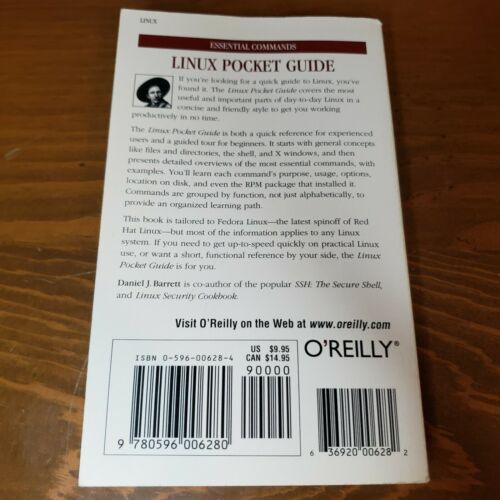 LINUX
ESSENTIAL COMMANDS
LINUX POCKET GUIDE
If you're looking for a quick guide to Linux, you've
found it. The Linux Pocket Guide covers the most
useful and important parts of day-to-day Linux in a
concise and friendly style to get you working
productively in no time.
The Linux Pocket Guide is both a quick reference for experienced
users and a guided tour for beginners. It starts with general concepts
like files and directories, the shell, and X windows, and then
presents detailed overviews of the most essential commands, with
examples. You'll learn each command's purpose, usage, options,
location on disk, and even the RPM package that installed it.
Commands are grouped by function, not just alphabetically, to
provide an organized learning path.
This book is tailored to Fedora Linux—the latest spinoff of Red
Hat Linux—but most of the information applies to any Linux
system. If you need to get up-to-speed quickly on practical Linux
use, or want a short, functional reference by your side, the Linux
Pocket Guide is for you.
Daniel J. Barrett is co-author of the popular SSH: The Secure Shell,
and Linux Security Cookbook.
Visit O'Reilly on the Web at www.oreilly.com
US $9.95
CAN $14.95
ISBN 0-596-00628-4
90000
O'REILLY®
9 780596 006280
6 36920 00628 2